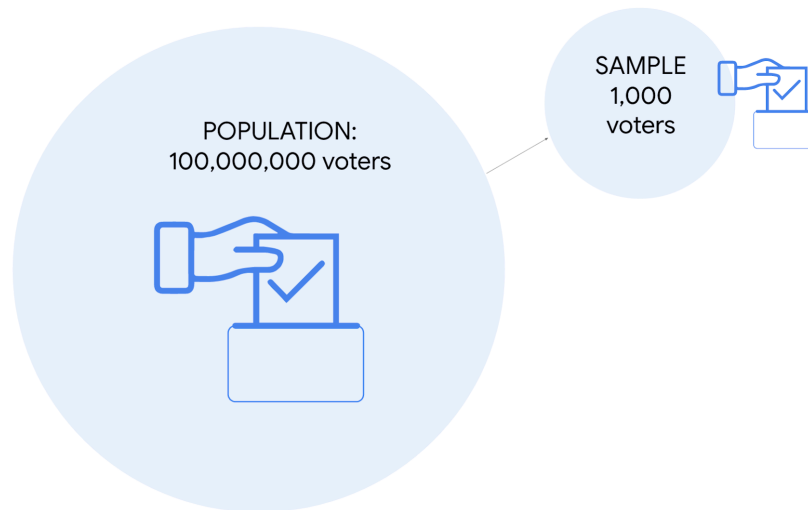 POPULATION:
100,000,000 voters
SAMPLE
1,000
voters